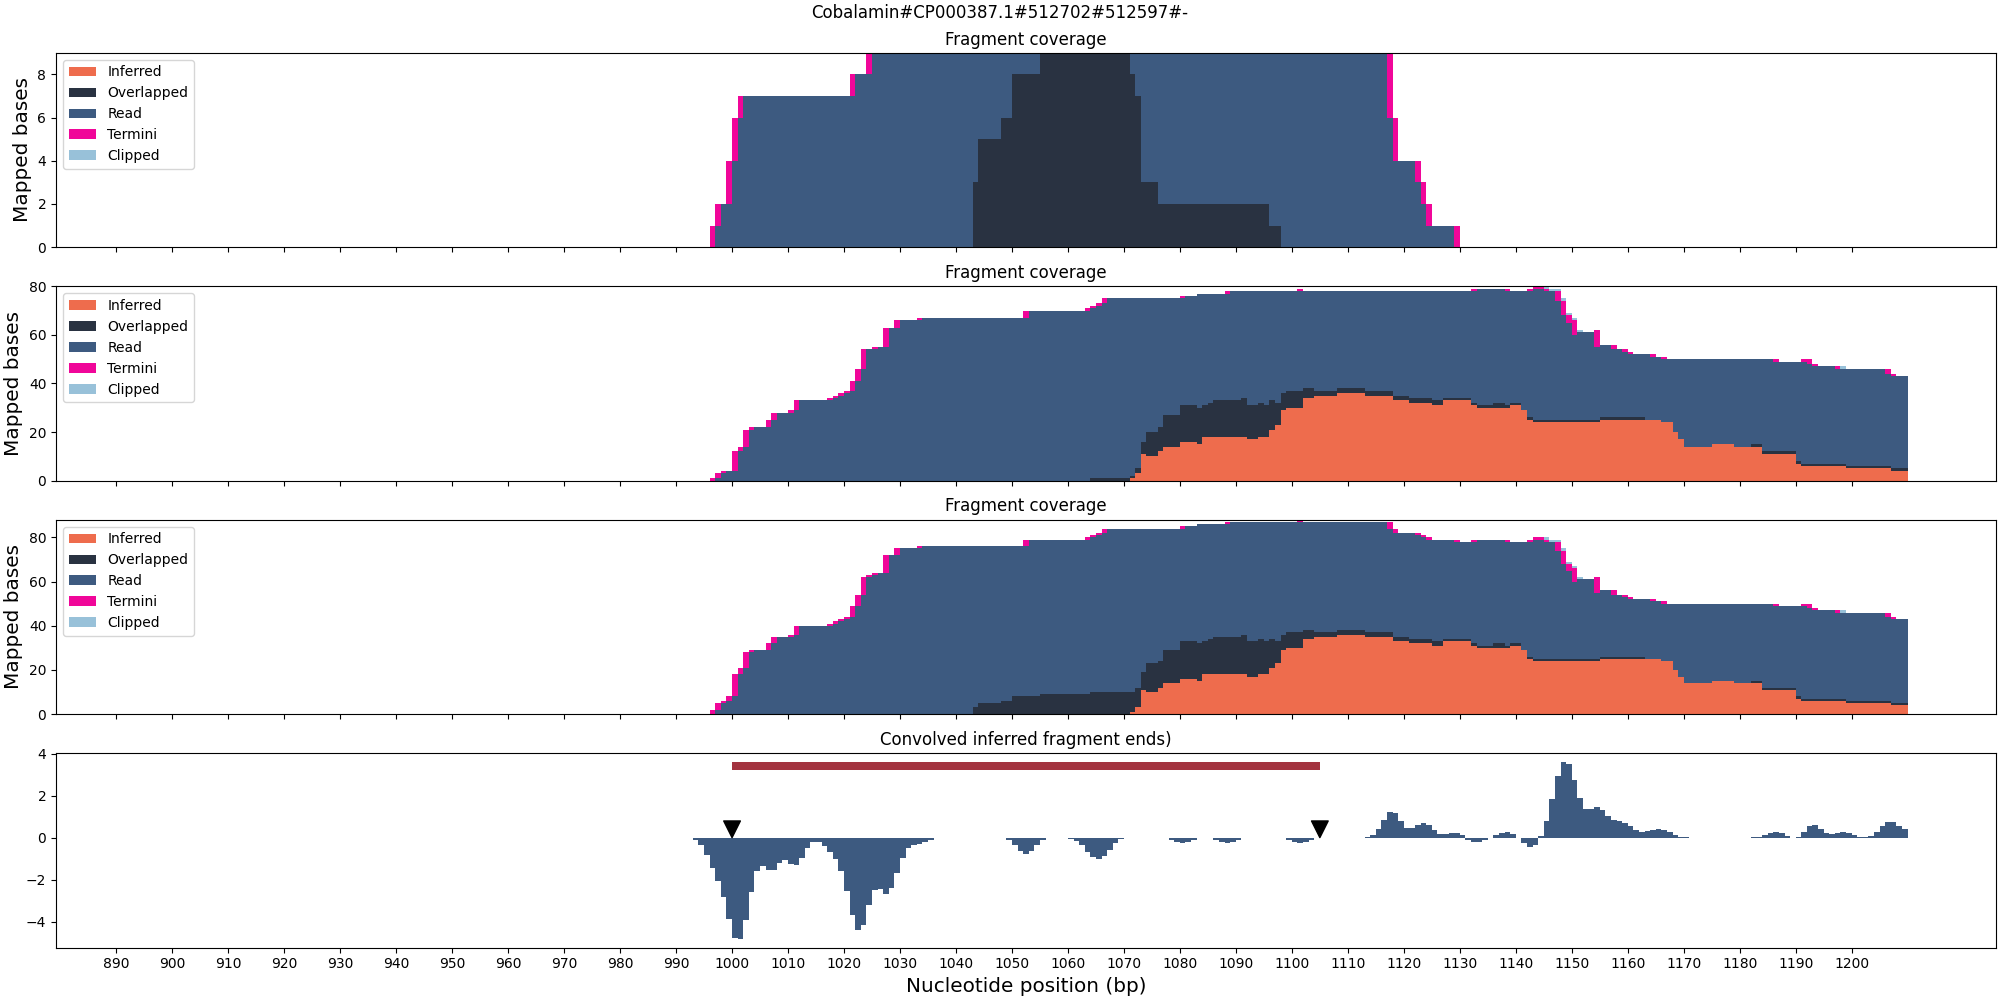 Cobalamin#CP000387.1#512702#512597#-
Fragment coverage
Mapped bases
8
6
4
2
0
Inferred
Overlapped
Read
Termini
Clipped
Fragment coverage
Mapped bases
80
60
40
20
0
Inferred
Overlapped
Read
Termini
Clipped
Fragment coverage
Mapped bases
80
60
40
20
0
Inferred
Overlapped
Read
Termini
Clipped
Convolved inferred fragment ends)
4
2
0
−2
−4
890 900 910 920 930 940 950 960 970 980 990 1000 1010 1020 1030 1040 1050 1060 1070 1080 1090 1100 1110 1120 1130 1140 1150 1160 1170 1180 1190 1200
Nucleotide position (bp)